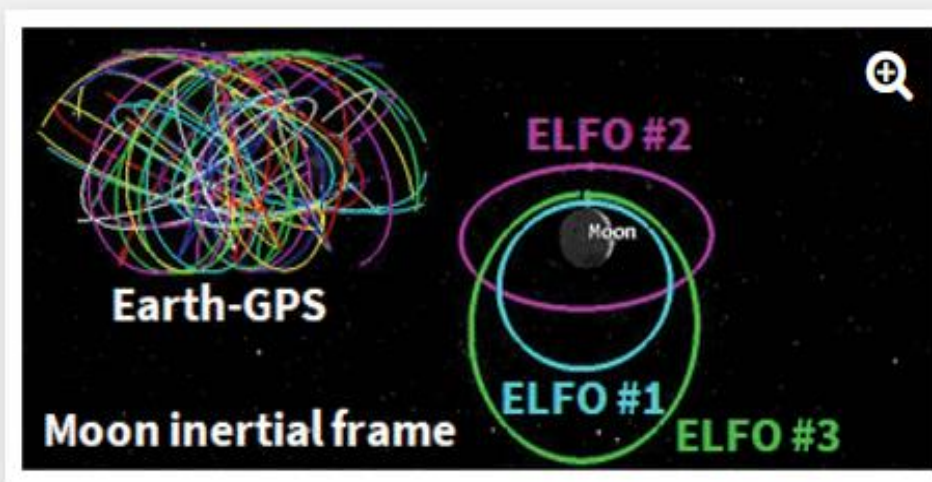 ELFO #2
Moon
Earth-GPS
ELFO #1
Moon inertial frame
ELFO #3